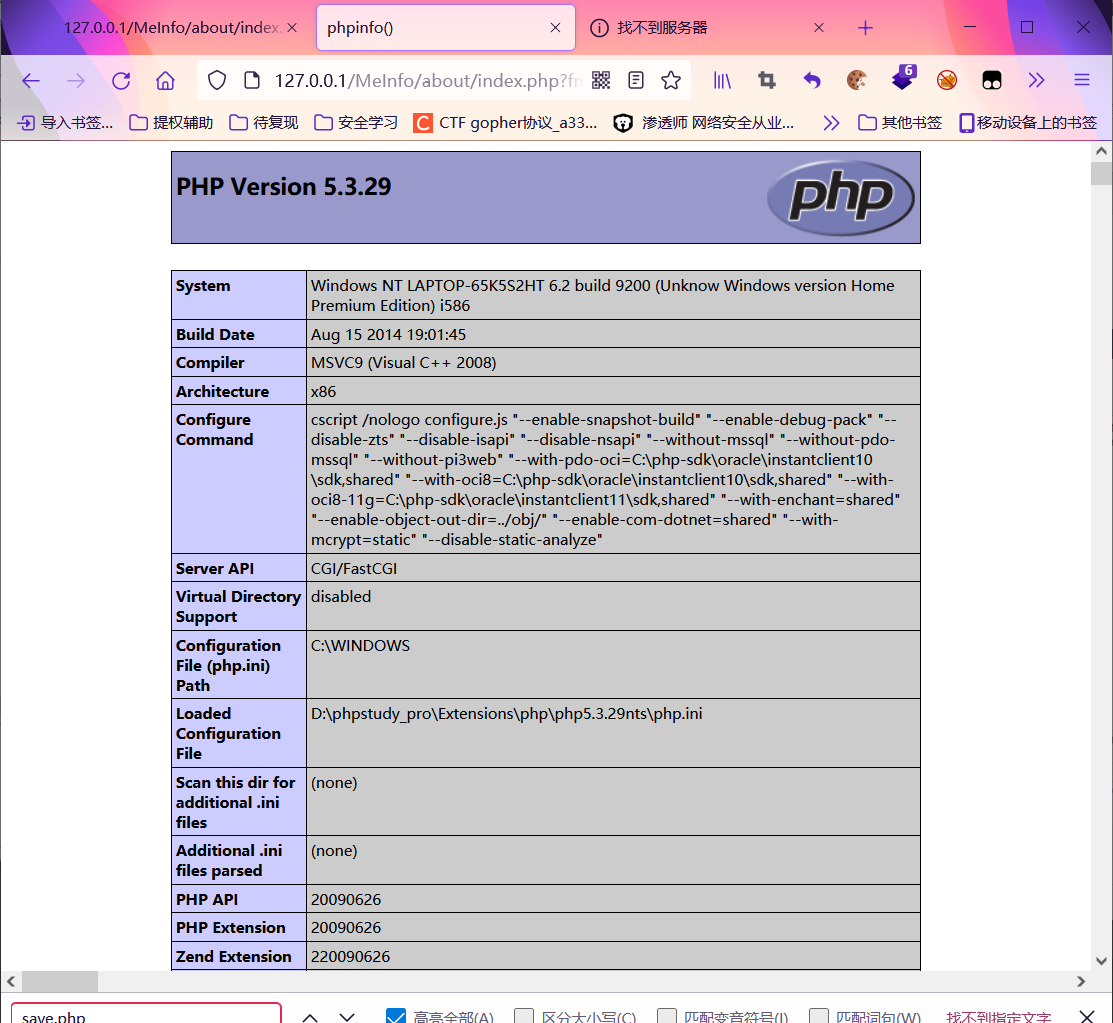 127.0.0.1/MeInfo/about/index.
phpinfo()
找不到服务器
127.0.0.1/MeInfo/about/index.php?fm
6
导入书签...
提权辅助
待复现
安全学习
C CTF gopher协议_a33...
渗透师 网络安全从业...
其他书签
移动设备上的书签
PHP Version 5.3.29
php
System
Windows NT LAPTOP-65K5S2HT 6.2 build 9200 (Unknow Windows version Home
Premium Edition) i586
Build Date
Aug 15 2014 19:01:45
Compiler
MSVC9 (Visual C++ 2008)
Architecture
x86
Configure
Command
cscript /nologo configure.js "--enable-snapshot-build" "--enable-debug-pack" "--
disable-zts" "--disable-isapi" "--disable-nsapi" "--without-mssql" "--without-pdo-
mssql" "--without-pi3web" "--with-pdo-oci=C:\php-sdk\oracle\instantclient10
\sdk,shared" "--with-oci8=C:\php-sdk\oracle\instantclient10\sdk,shared" "--with-
oci8-11g=C:\php-sdk\oracle\instantclient11\sdk,shared" "--with-enchant=shared"
"--enable-object-out-dir=../obj/" "--enable-com-dotnet=shared" "--with-
mcrypt=static" "--disable-static-analyze"
Server API
CGI/FastCGI
Virtual Directory
Support
disabled
Configuration
File (php.ini)
Path
C:\WINDOWS
Loaded
Configuration
File
D:\phpstudy_pro\Extensions\php\php5.3.29nts\php.ini
Scan this dir for
additional .ini
files
(none)
Additional .ini
files parsed
(none)
PHP API
20090626
PHP Extension
20090626
Zend Extension
220090626
save.php
高亮全部(A)
区分大小写(C)
匹配变音符号(I)
匹配词句(W)
找不到指定文字